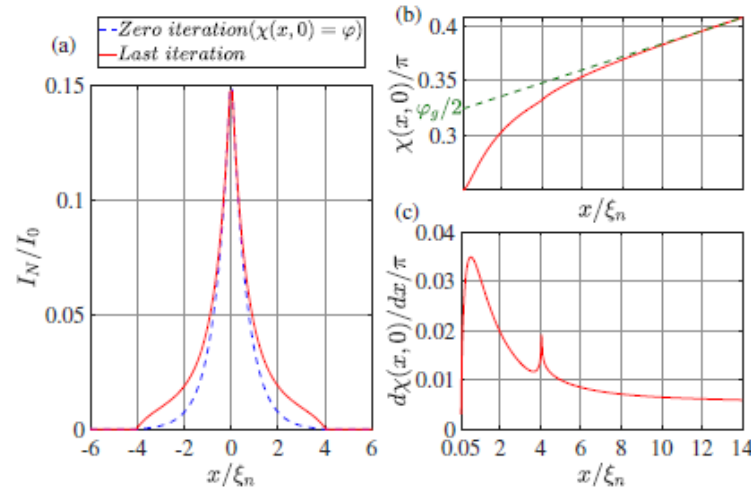 (a)
Zero iteration(χ(x, 0) = φ)
Last iteration
0.15
0.1
0.05
0
I_N/I_0
-6 -4 -2 0 2 4 6
x/ξ_n
(b)
0.4
0.35
0.3
φ_g/2
χ(x, 0)/π
x/ξ_n
(c)
0.04
0.03
0.02
0.01
0
dχ(x, 0)/dx/π
0.05 2 4 6 8 10 12 14
x/ξ_n